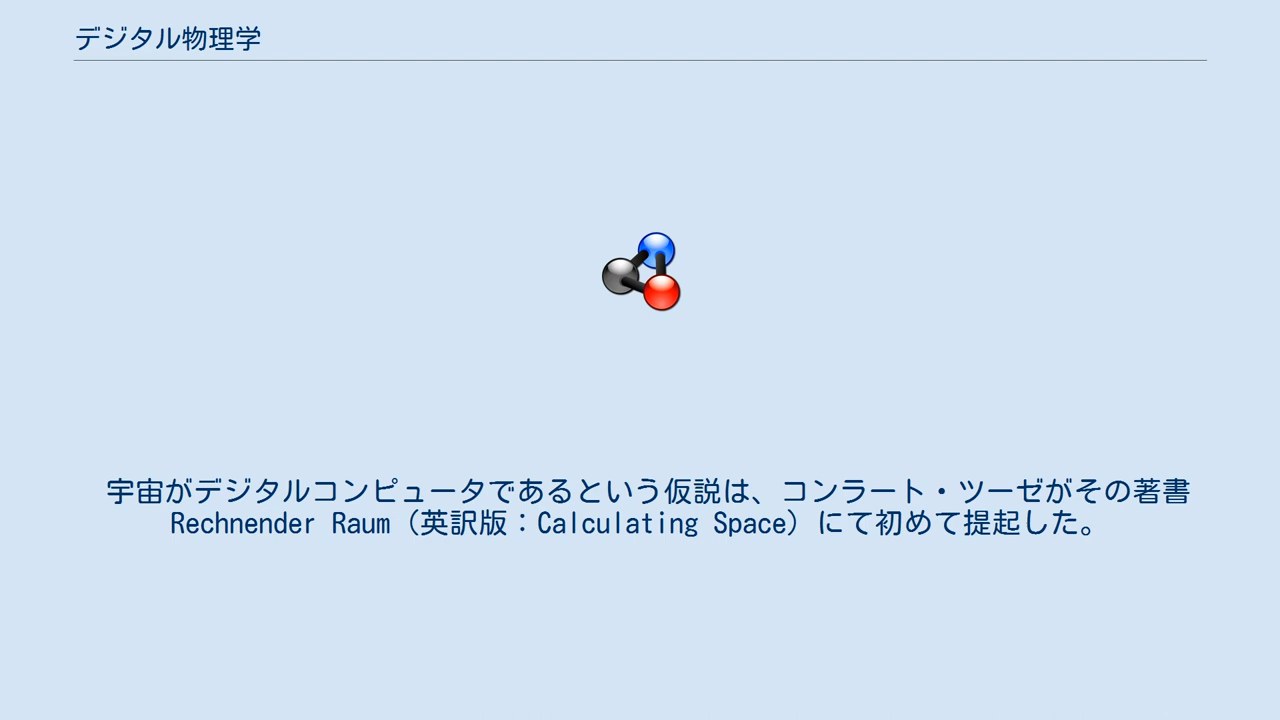 デジタル物理学
宇宙がデジタルコンピュータであるという仮説は、コンラート・ツーゼがその著書
Rechnender Raum（英訳版：Calculating Space）にて初めて提起した。